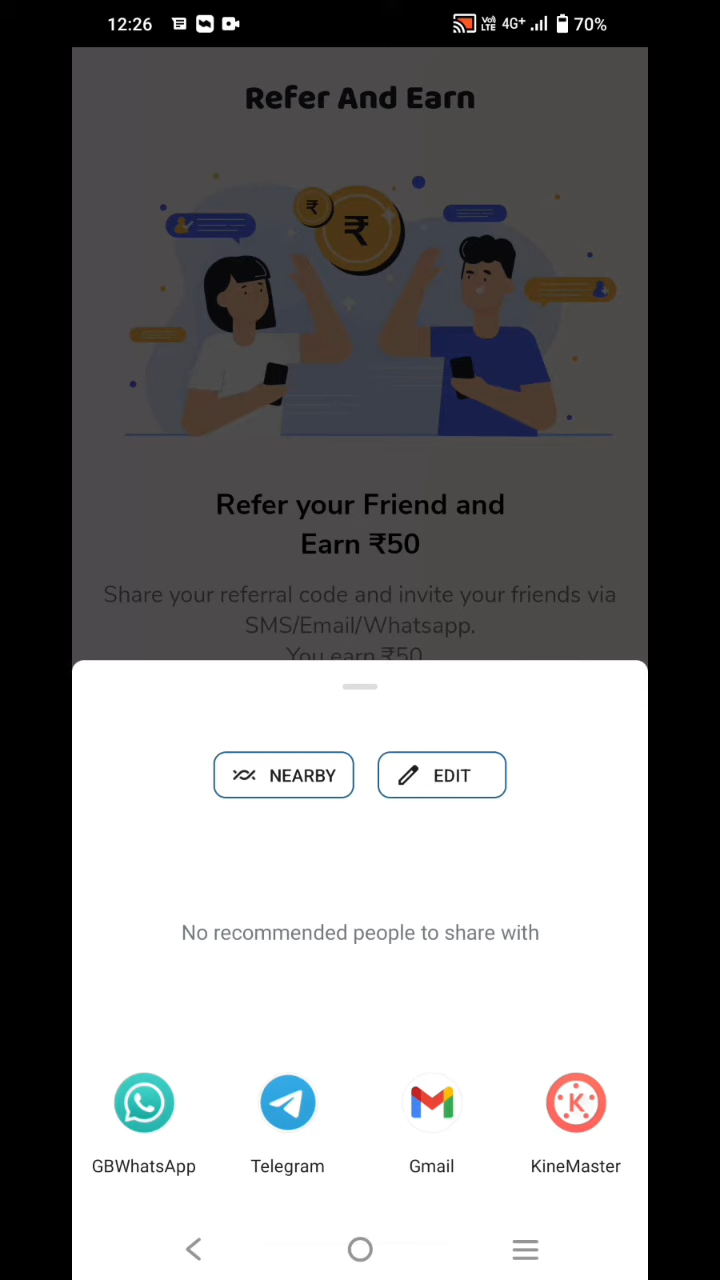 12:26 Vo) LTE 4G+ 70%
Refer And Earn
₹ ₹
Refer your Friend and
Earn ₹50
Share your referral code and invite your friends via
SMS/Email/Whatsapp.
You earn ₹50
NEARBY EDIT
No recommended people to share with
K
GBWhatsApp Telegram Gmail KineMaster